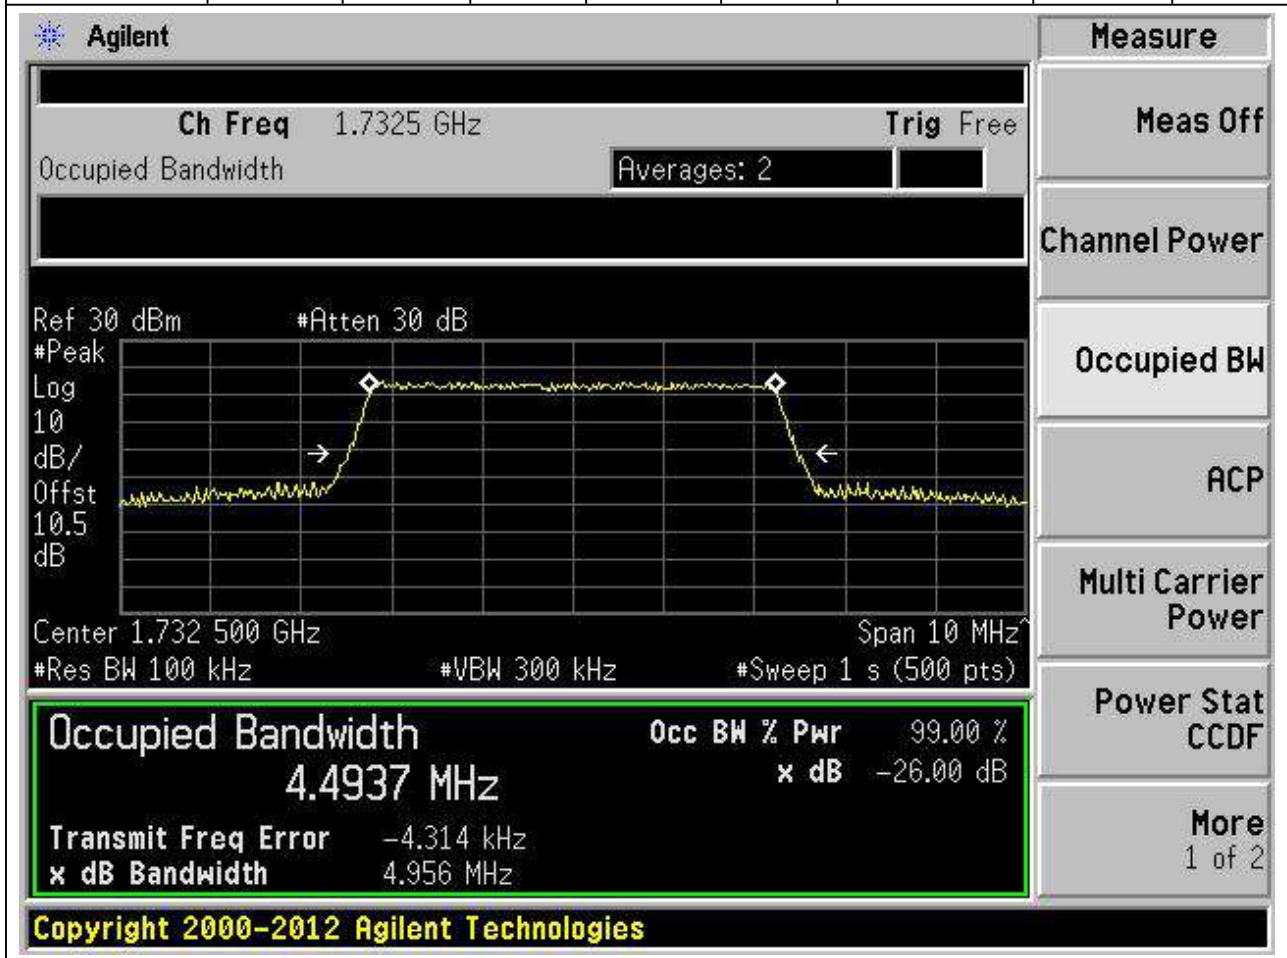 Agilent
Measure
Ch Freq 1.7325 GHz Trig Free
Occupied Bandwidth Averages: 2
Meas Off
Channel Power
Occupied BW
ACP
Multi Carrier
Power
Power Stat
CCDF
More
1 of 2
Ref 30 dBm #Atten 30 dB
#Peak
Log
10
dB/
Offst
10.5
dB
Center 1.732 500 GHz Span 10 MHz^
#Res BW 100 kHz #VBW 300 kHz #Sweep 1 s (500 pts)
Occupied Bandwidth Occ BW % Pwr 99.00 %
4.4937 MHz x dB -26.00 dB
Transmit Freq Error -4.314 kHz
x dB Bandwidth 4.956 MHz
Copyright 2000-2012 Agilent Technologies